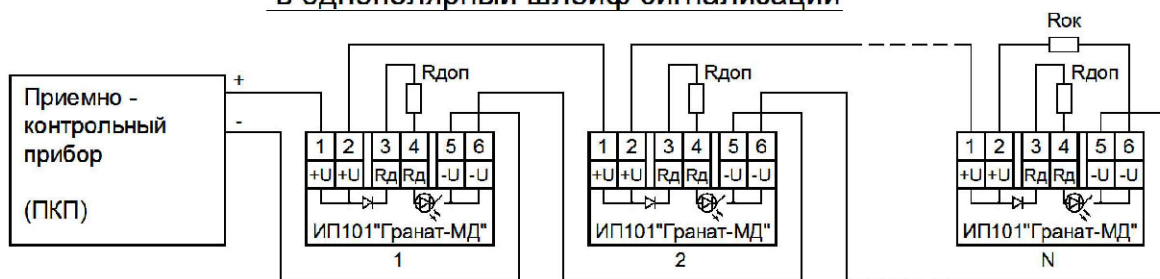 в однополярный шлейф сигнализации
Rок
Rдоп
Rдоп
Rдоп
+
-
Приемно -
контрольный
прибор
(ПКП)
1 2 3 4 5 6
+U +U Rд Rд -U -U
ИП101"Гранат-МД"
1
1 2 3 4 5 6
+U +U Rд Rд -U -U
ИП101"Гранат-МД"
2
1 2 3 4 5 6
+U +U Rд Rд -U -U
ИП101"Гранат-МД"
N